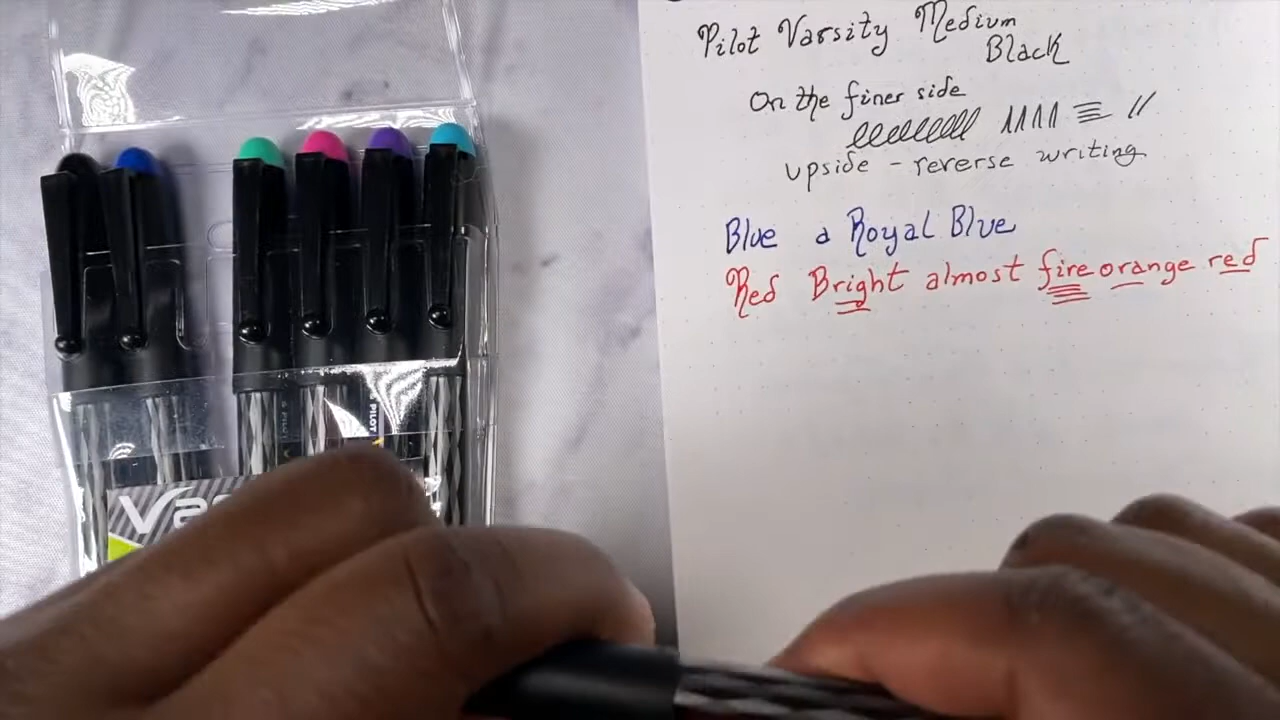 Pilot Varsity Medium
Black
On the finer side
upside - reverse writing
Blue a Royal Blue
Red Bright almost fire orange red
PILOT